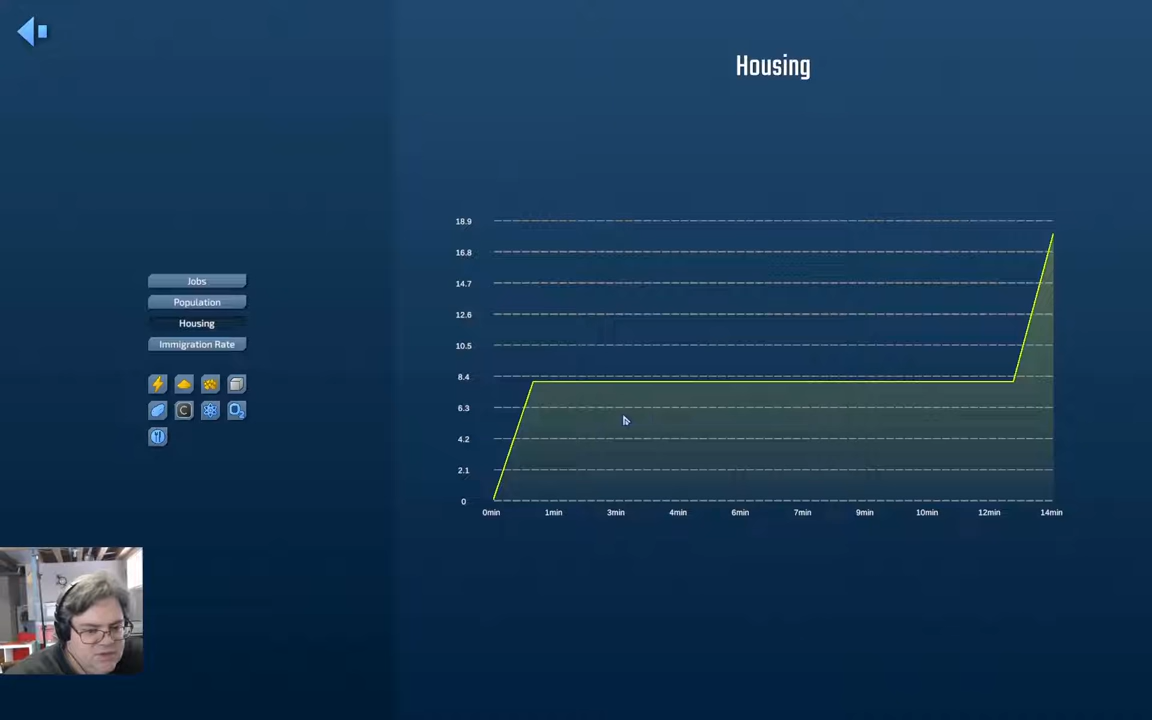 Housing
Jobs
Population
Housing
Immigration Rate
C
O2
18.9
16.8
14.7
12.6
10.5
8.4
6.3
4.2
2.1
0
0min 1min 3min 4min 6min 7min 9min 10min 12min 14min